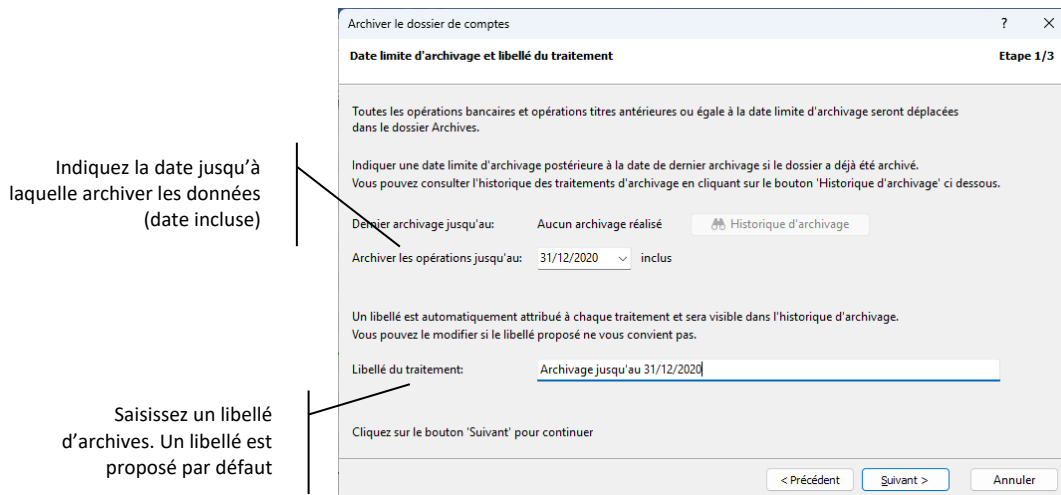 Archiver le dossier de comptes ? ×
Date limite d'archivage et libellé du traitement Etape 1/3
Toutes les opérations bancaires et opérations titres antérieures ou égale à la date limite d'archivage seront déplacées
dans le dossier Archives.
Indiquez la date jusqu'à
laquelle archiver les données
(date incluse)
Indiquer une date limite d'archivage postérieure à la date de dernier archivage si le dossier a déjà été archivé.
Vous pouvez consulter l'historique des traitements d'archivage en cliquant sur le bouton 'Historique d'archivage' ci dessous.
Dernier archivage jusqu'au: Aucun archivage réalisé Historique d'archivage
Archiver les opérations jusqu'au: 31/12/2020 inclus
Un libellé est automatiquement attribué à chaque traitement et sera visible dans l'historique d'archivage.
Vous pouvez le modifier si le libellé proposé ne vous convient pas.
Libellé du traitement: Archivage jusqu'au 31/12/2020
Saisissez un libellé
d'archives. Un libellé est
proposé par défaut
Cliquez sur le bouton 'Suivant' pour continuer
< Précédent Suivant > Annuler